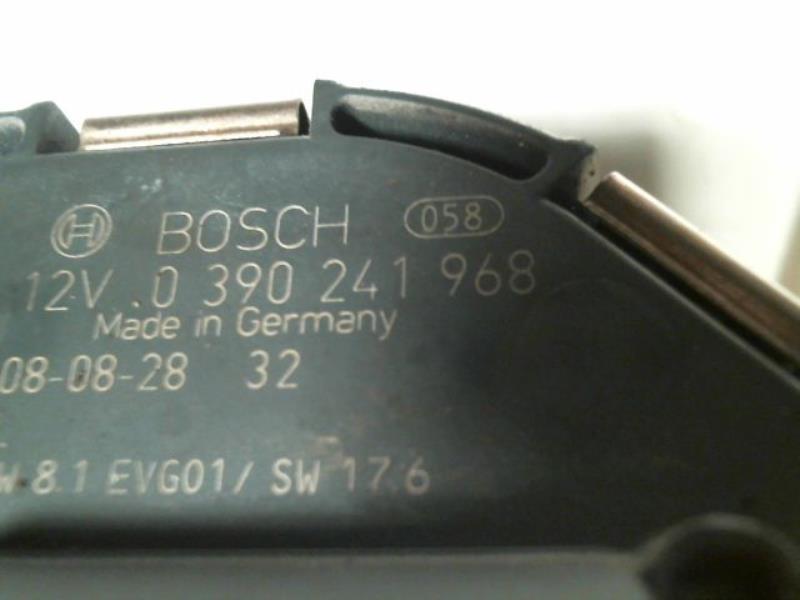 BOSCH 058
12V 0 390 241 968
Made in Germany
08-08-28 32
W 8.1 EVG01/ SW 17.6